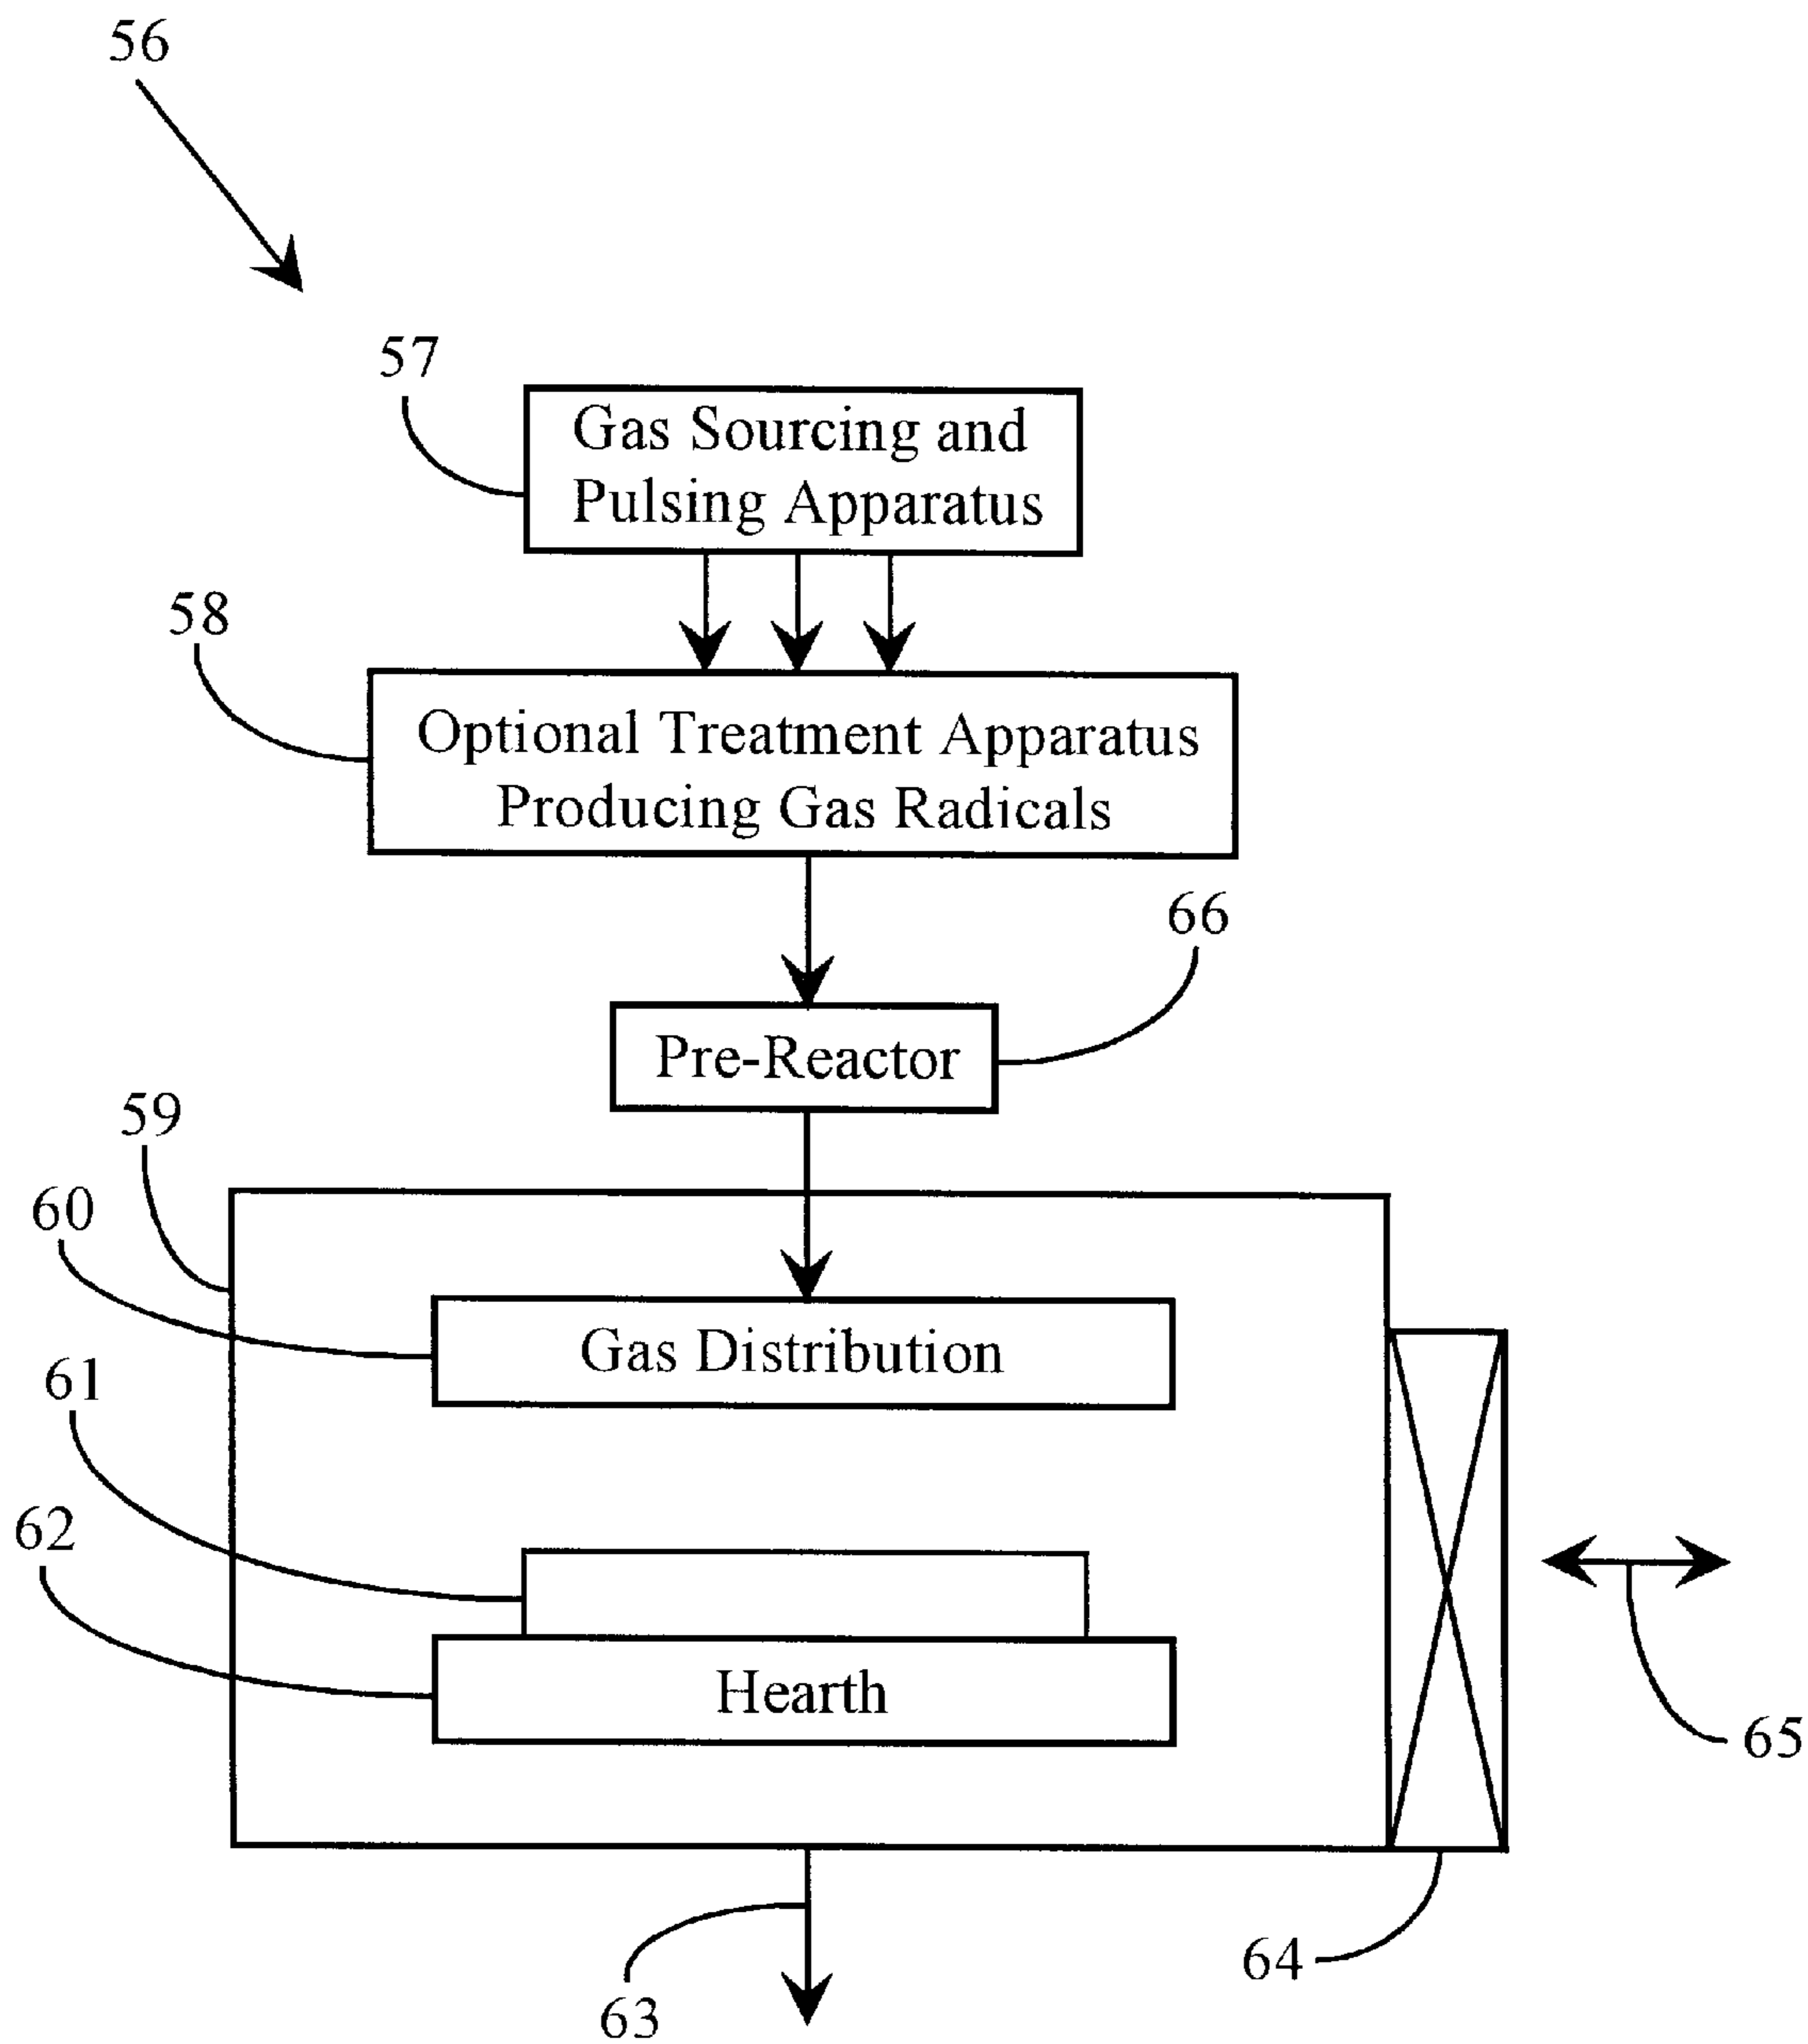 56
57
Gas Sourcing and
Pulsing Apparatus
58
Optional Treatment Apparatus
Producing Gas Radicals
66
Pre-Reactor
59
60
Gas Distribution
61
62
Hearth
65
64
63